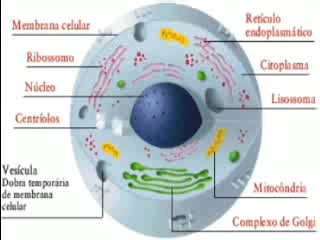 Membrana celular
Ribossomo
Núcleo
Centríolos
Vesícula
Dobra temporária
de membrana
celular
Retículo
endoplasmático
Citoplasma
Lisossoma
Mitocôndria
Complexo de Golgi